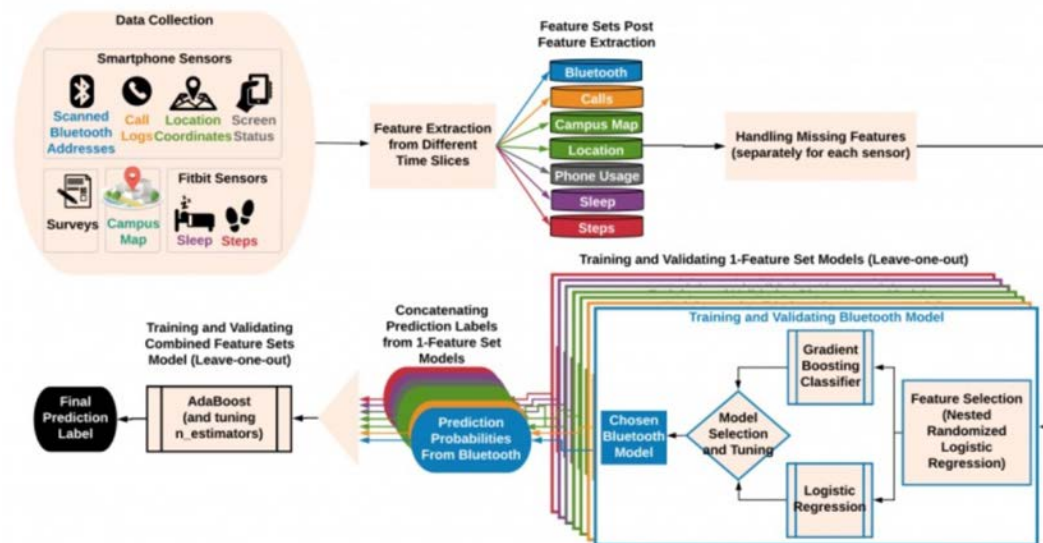 Data Collection
Smartphone Sensors
Scanned
Bluetooth
Addresses
Call
Logs
Location
Coordinates
Screen
Status
Surveys
Campus
Map
Fitbit Sensors
Sleep
Steps
Feature Extraction
from Different
Time Slices
Feature Sets Post
Feature Extraction
Bluetooth
Calls
Campus Map
Location
Phone Usage
Sleep
Steps
Handling Missing Features
(separately for each sensor)
Training and Validating 1-Feature Set Models (Leave-one-out)
Training and Validating Bluetooth Model
Feature Selection
(Nested
Randomized
Logistic
Regression)
Gradient
Boosting
Classifier
Logistic
Regression
Model
Selection
and Tuning
Chosen
Bluetooth
Model
Concatenating
Prediction Labels
from 1-Feature Set
Models
Prediction
Probabilities
From Bluetooth
Training and Validating
Combined Feature Sets
Model (Leave-one-out)
AdaBoost
(and tuning
n_estimators)
Final
Prediction
Label